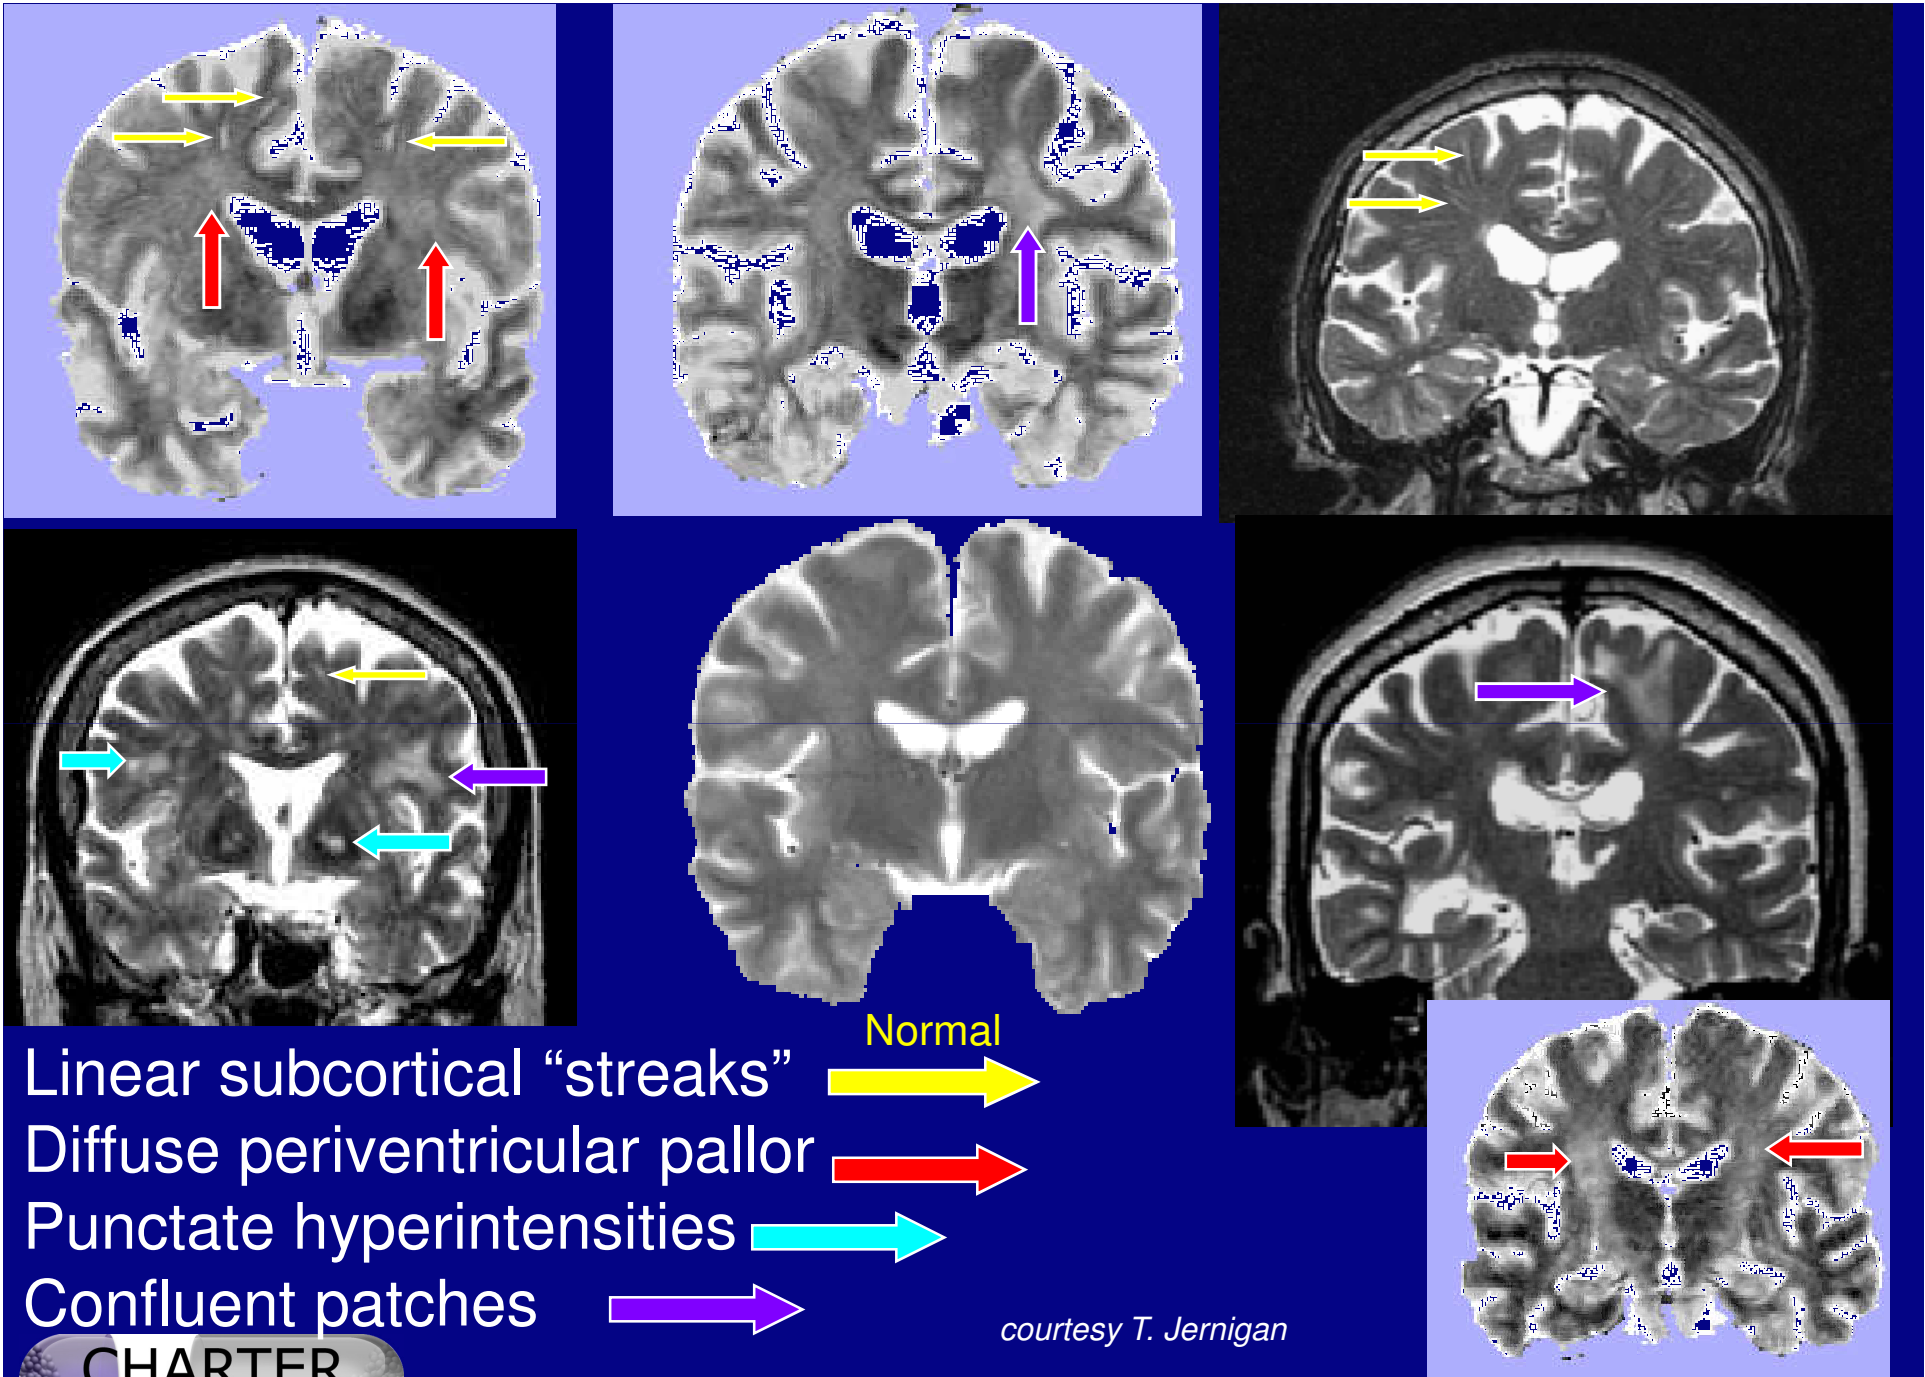 Normal
Linear subcortical “streaks”
Diffuse periventricular pallor
Punctate hyperintensities
Confluent patches
courtesy T. Jernigan
CHARTER